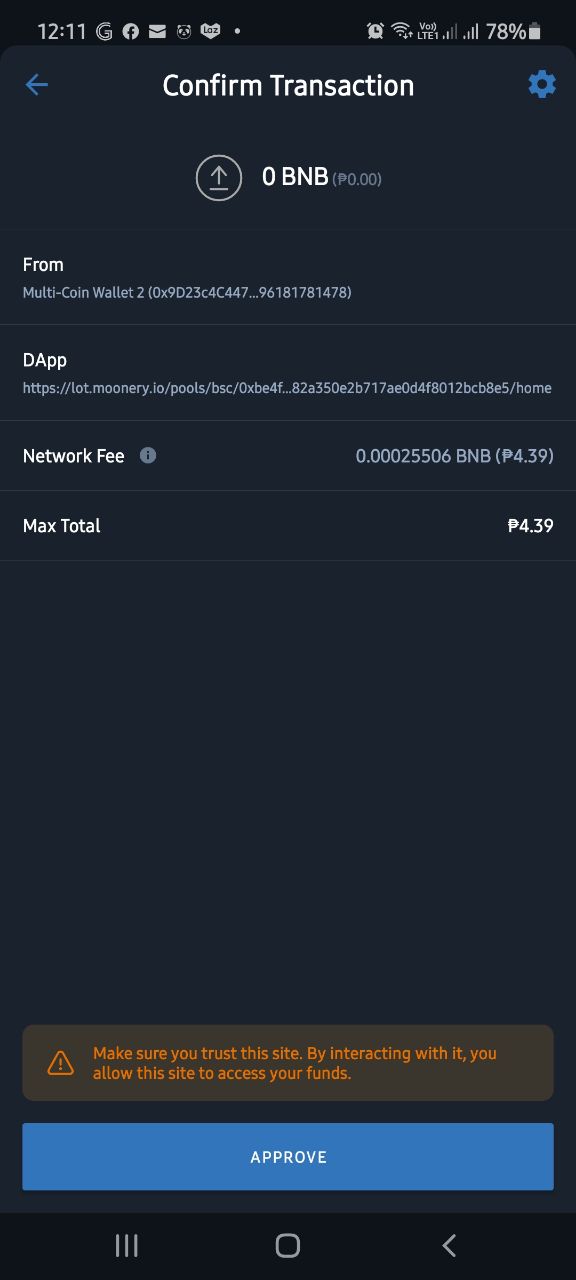 12:11
Loz
Vo))
LTE1
78%
Confirm Transaction
0 BNB (₱0.00)
From
Multi-Coin Wallet 2 (0x9D23c4C447...96181781478)
DApp
https://lot.moonery.io/pools/bsc/0xbe4f...82a350e2b717ae0d4f8012bcb8e5/home
Network Fee
0.00025506 BNB (₱4.39)
Max Total
₱4.39
Make sure you trust this site. By interacting with it, you
allow this site to access your funds.
APPROVE